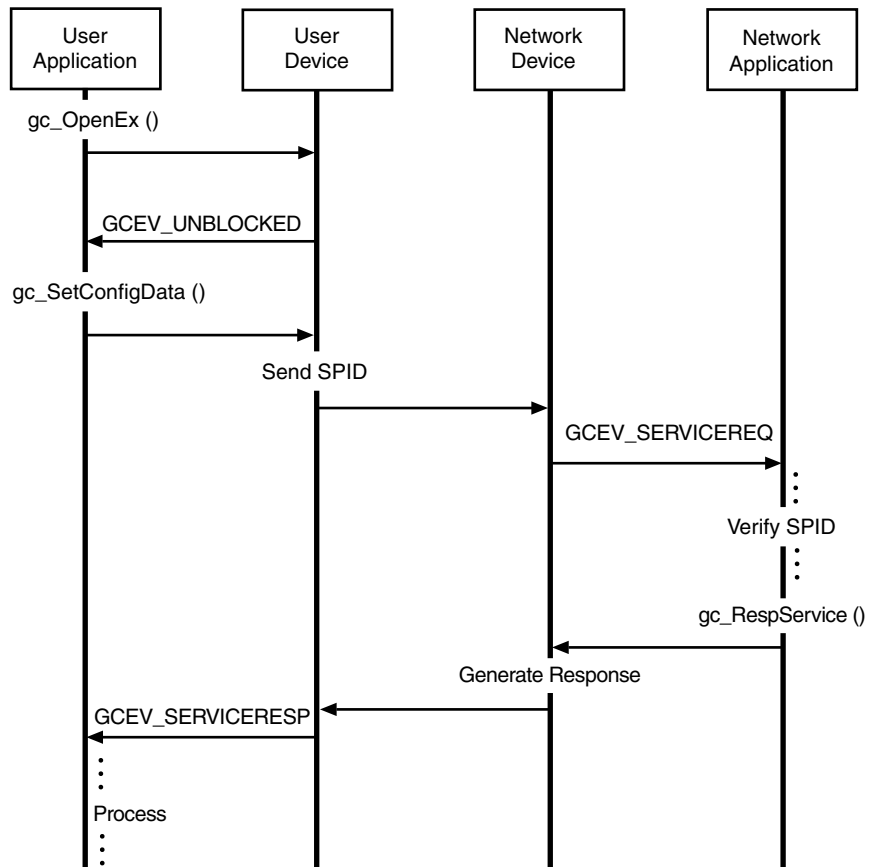 User
Application
User
Device
Network
Device
Network
Application
gc_OpenEx ()
GCEV_UNBLOCKED
gc_SetConfigData ()
Send SPID
GCEV_SERVICEREQ
Verify SPID
gc_RespService ()
Generate Response
GCEV_SERVICERESP
Process